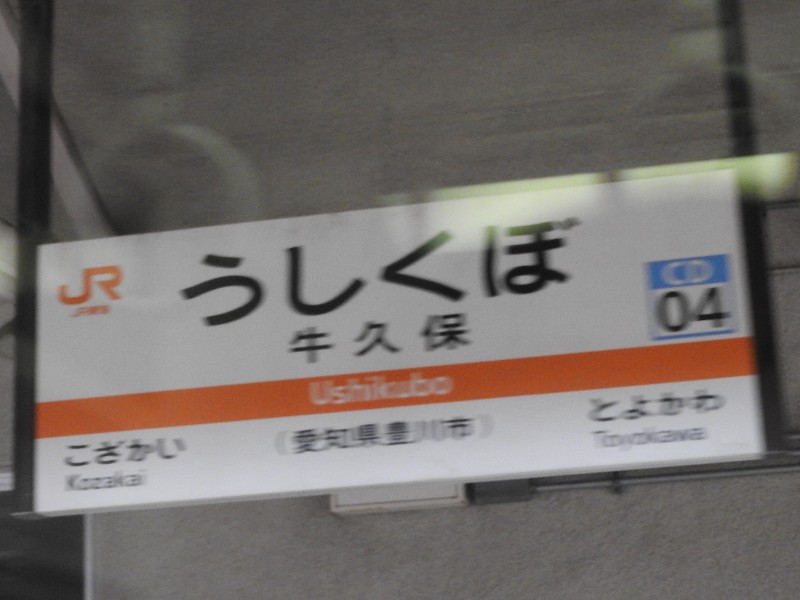 JR
うしくぼ
CD
04
牛久保
Ushikubo
こざかい
Kozakai
(愛知県豊川市)
とよかわ
Toyokawa